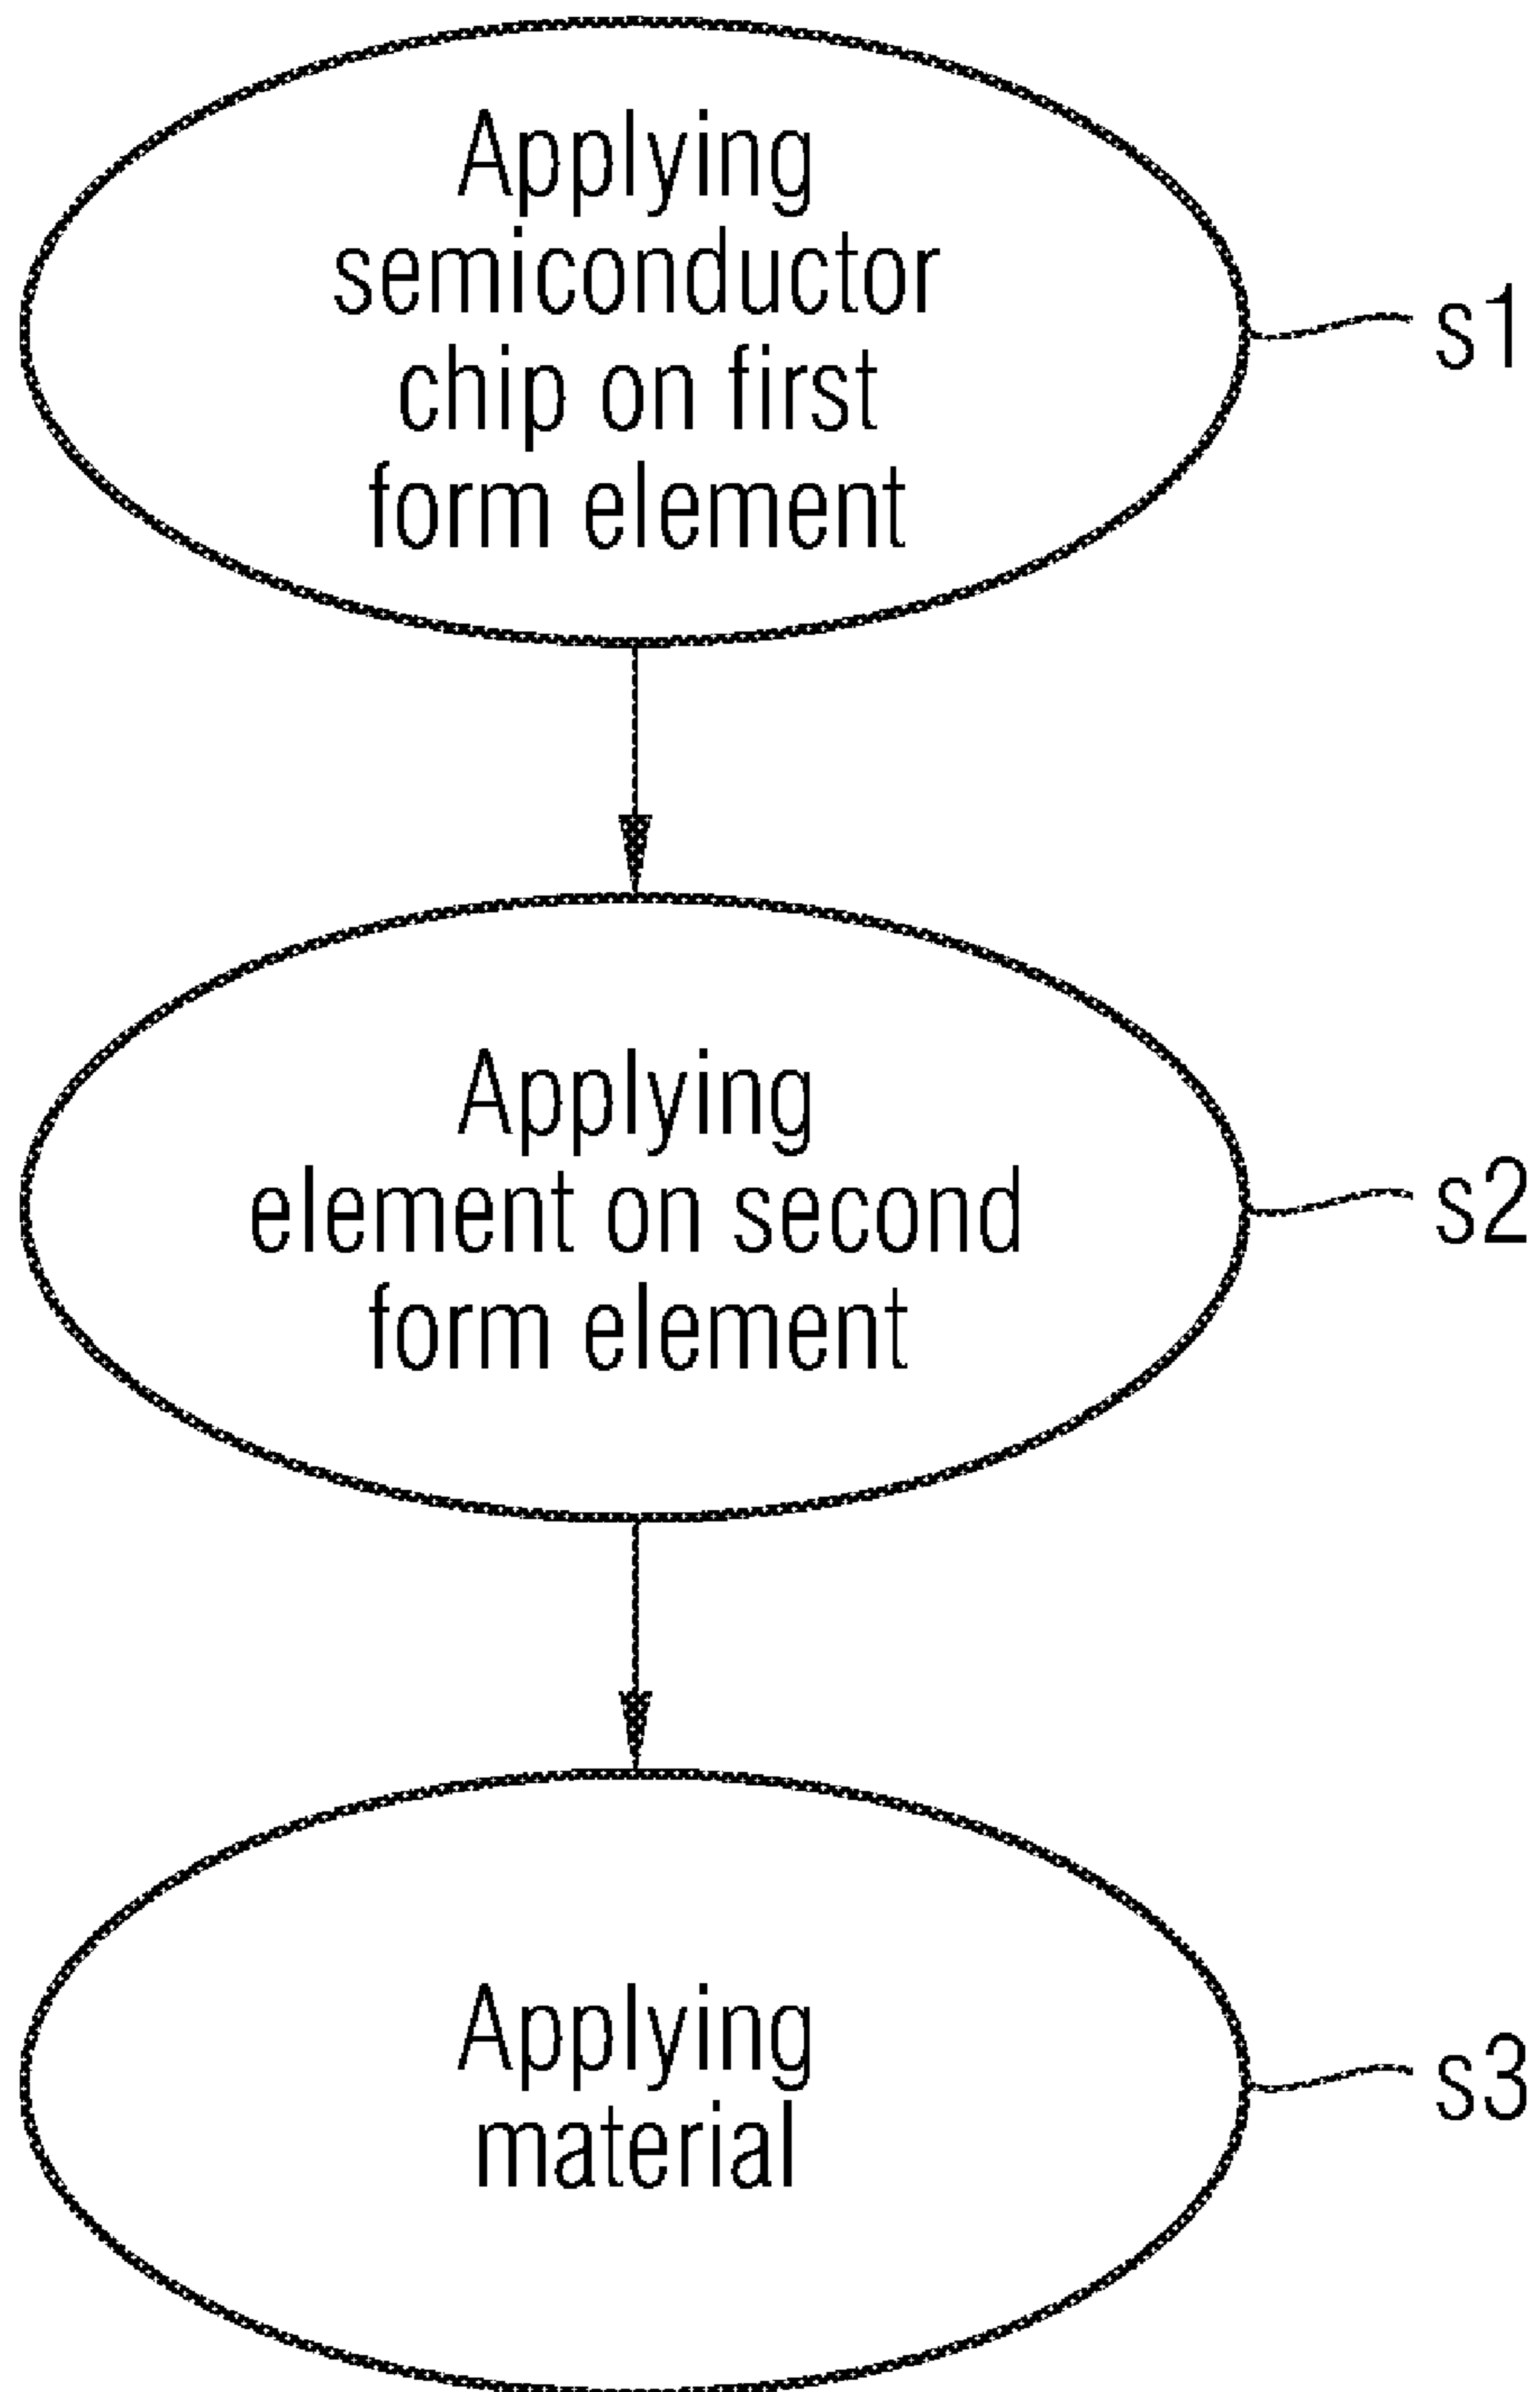 Applying
semiconductor
chip on first
form element
s1
Applying
element on second
form element
s2
Applying
material
s3